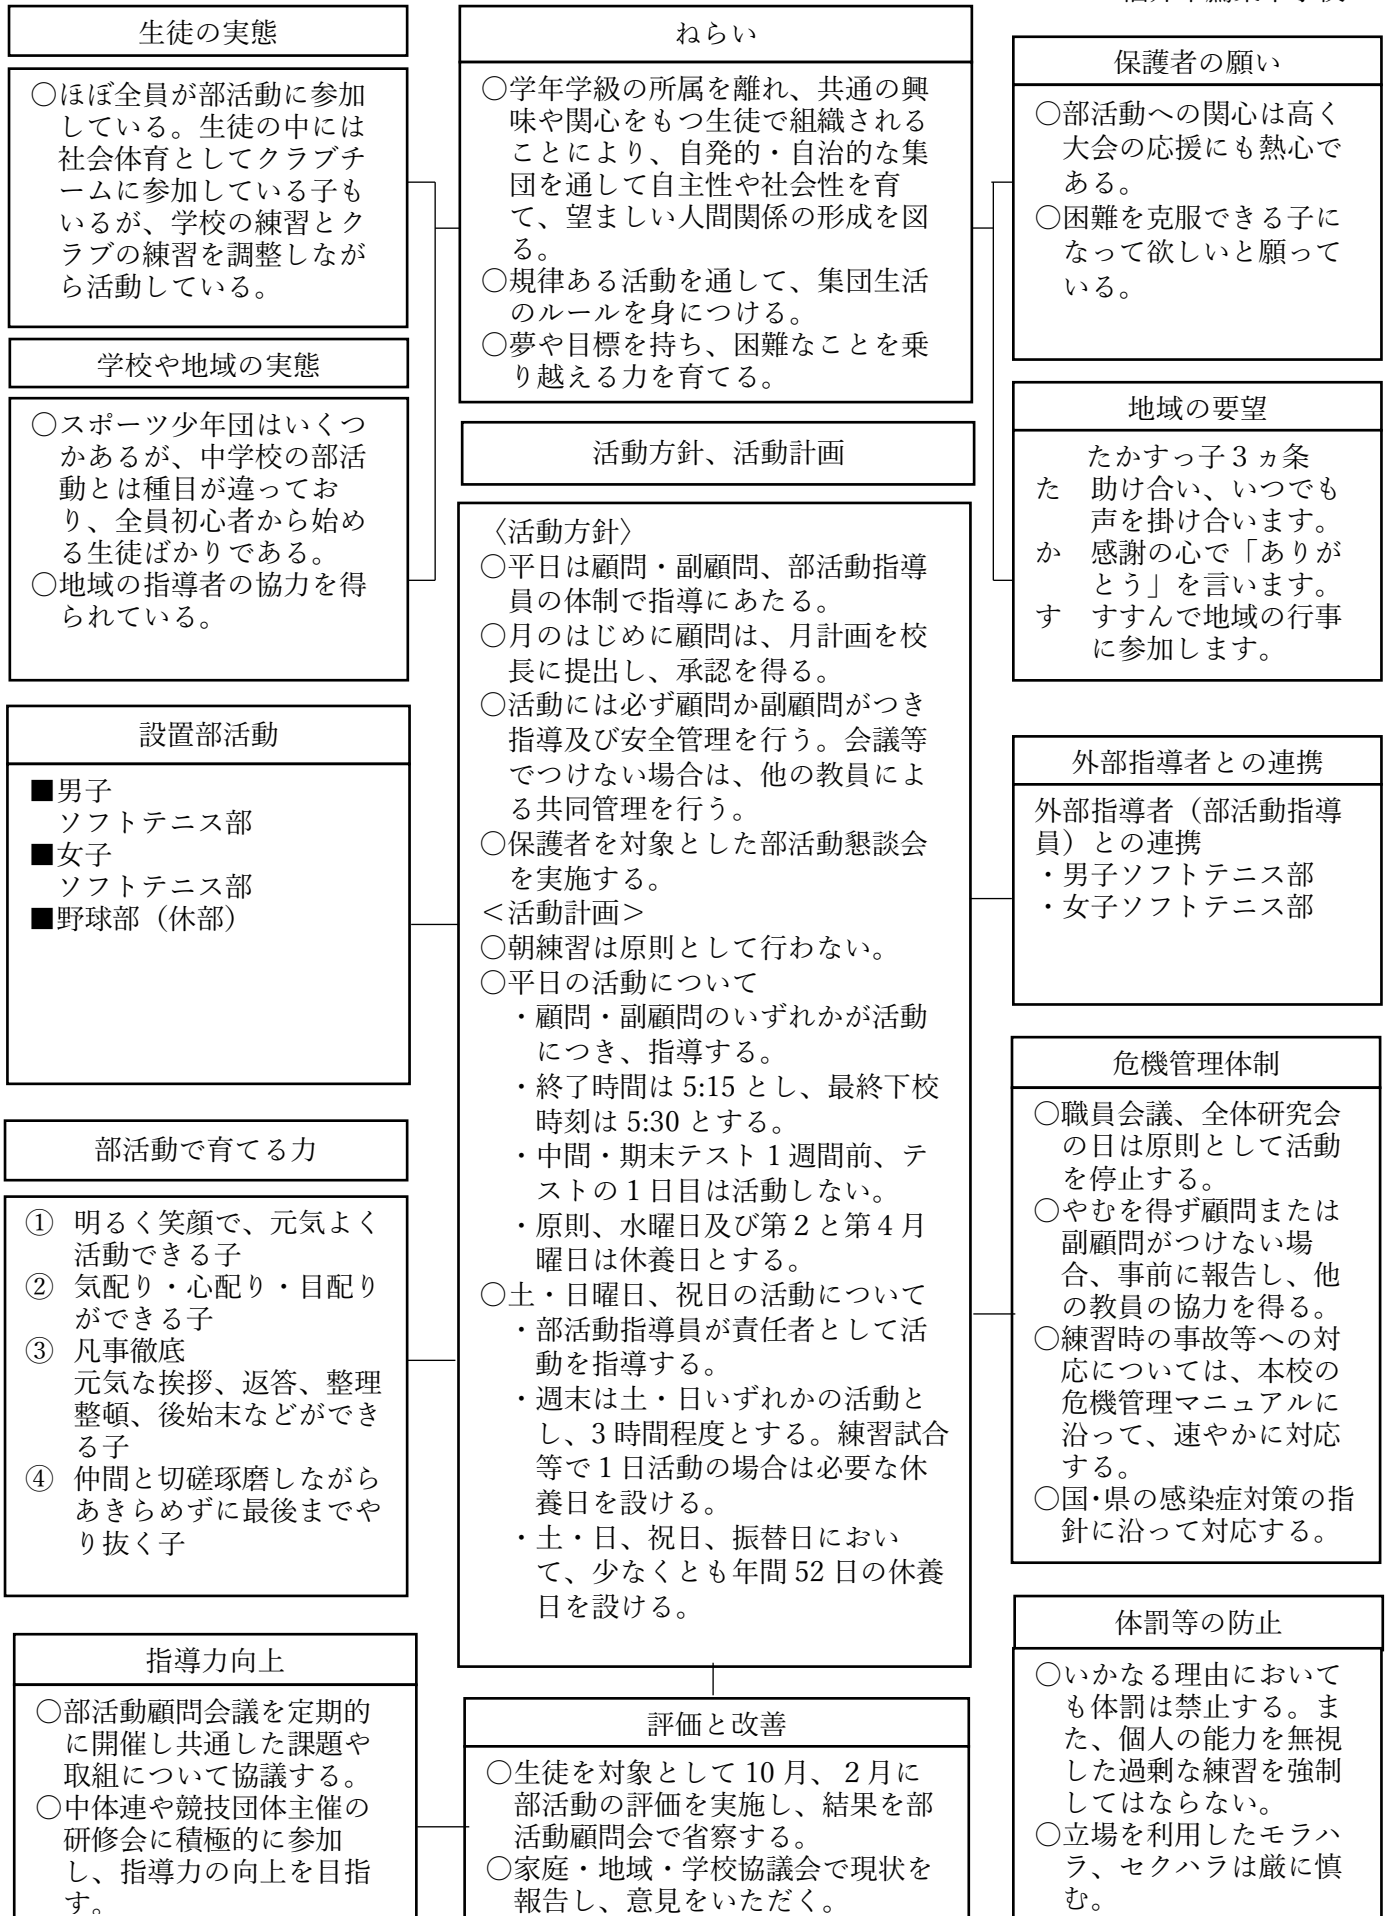 生徒の実態
○ほぼ全員が部活動に参加
している。生徒の中には
社会体育としてクラブチ
ームに参加している子も
いるが、学校の練習とク
ラブの練習を調整しなが
ら活動している。
学校や地域の実態
○スポーツ少年団はいくつ
かあるが、中学校の部活
動とは種目が違ってお
り、全員初心者から始め
る生徒ばかりである。
○地域の指導者の協力を得
られている。
設置部活動
■男子
ソフトテニス部
■女子
ソフトテニス部
■野球部（休部）
部活動で育てる力
① 明るく笑顔で、元気よく
活動できる子
② 気配り・心配り・目配り
ができる子
③ 凡事徹底
元気な挨拶、返答、整理
整頓、後始末などができ
る子
④ 仲間と切磋琢磨しながら
あきらめずに最後までや
り抜く子
指導力向上
○部活動顧問会議を定期的
に開催し共通した課題や
取組について協議する。
○中体連や競技団体主催の
研修会に積極的に参加
し、指導力の向上を目指
す。
ねらい
○学年学級の所属を離れ、共通の興
味や関心をもつ生徒で組織される
ことにより、自発的・自治的な集
団を通して自主性や社会性を育
て、望ましい人間関係の形成を図
る。
○規律ある活動を通して、集団生活
のルールを身につける。
○夢や目標を持ち、困難なことを乗
り越える力を育てる。
活動方針、活動計画
〈活動方針〉
○平日は顧問・副顧問、部活動指導
員の体制で指導にあたる。
○月のはじめに顧問は、月計画を校
長に提出し、承認を得る。
○活動には必ず顧問か副顧問がつき
指導及び安全管理を行う。会議等
でつけない場合は、他の教員によ
る共同管理を行う。
○保護者を対象とした部活動懇談会
を実施する。
＜活動計画＞
○朝練習は原則として行わない。
○平日の活動について
・顧問・副顧問のいずれかが活動
につき、指導する。
・終了時間は 5:15 とし、最終下校
時刻は 5:30 とする。
・中間・期末テスト 1 週間前、テ
ストの 1 日目は活動しない。
・原則、水曜日及び第 2 と第 4 月
曜日は休養日とする。
○土・日曜日、祝日の活動について
・部活動指導員が責任者として活
動を指導する。
・週末は土・日いずれかの活動と
し、3 時間程度とする。練習試合
等で 1 日活動の場合は必要な休
養日を設ける。
・土・日、祝日、振替日におい
て、少なくとも年間 52 日の休養
日を設ける。
評価と改善
○生徒を対象として 10 月、２月に
部活動の評価を実施し、結果を部
活動顧問会で省察する。
○家庭・地域・学校協議会で現状を
報告し、意見をいただく。
保護者の願い
○部活動への関心は高く
大会の応援にも熱心で
ある。
○困難を克服できる子に
なって欲しいと願って
いる。
地域の要望
たかすっ子３ヵ条
た 助け合い、いつでも
声を掛け合います。
か 感謝の心で「ありが
とう」を言います。
す すすんで地域の行事
に参加します。
外部指導者との連携
外部指導者（部活動指導
員）との連携
・男子ソフトテニス部
・女子ソフトテニス部
危機管理体制
○職員会議、全体研究会
の日は原則として活動
を停止する。
○やむを得ず顧問または
副顧問がつけない場
合、事前に報告し、他
の教員の協力を得る。
○練習時の事故等への対
応については、本校の
危機管理マニュアルに
沿って、速やかに対応
する。
○国・県の感染症対策の指
針に沿って対応する。
体罰等の防止
○いかなる理由において
も体罰は禁止する。ま
た、個人の能力を無視
した過剰な練習を強制
してはならない。
○立場を利用したモラハ
ラ、セクハラは厳に慎
む。